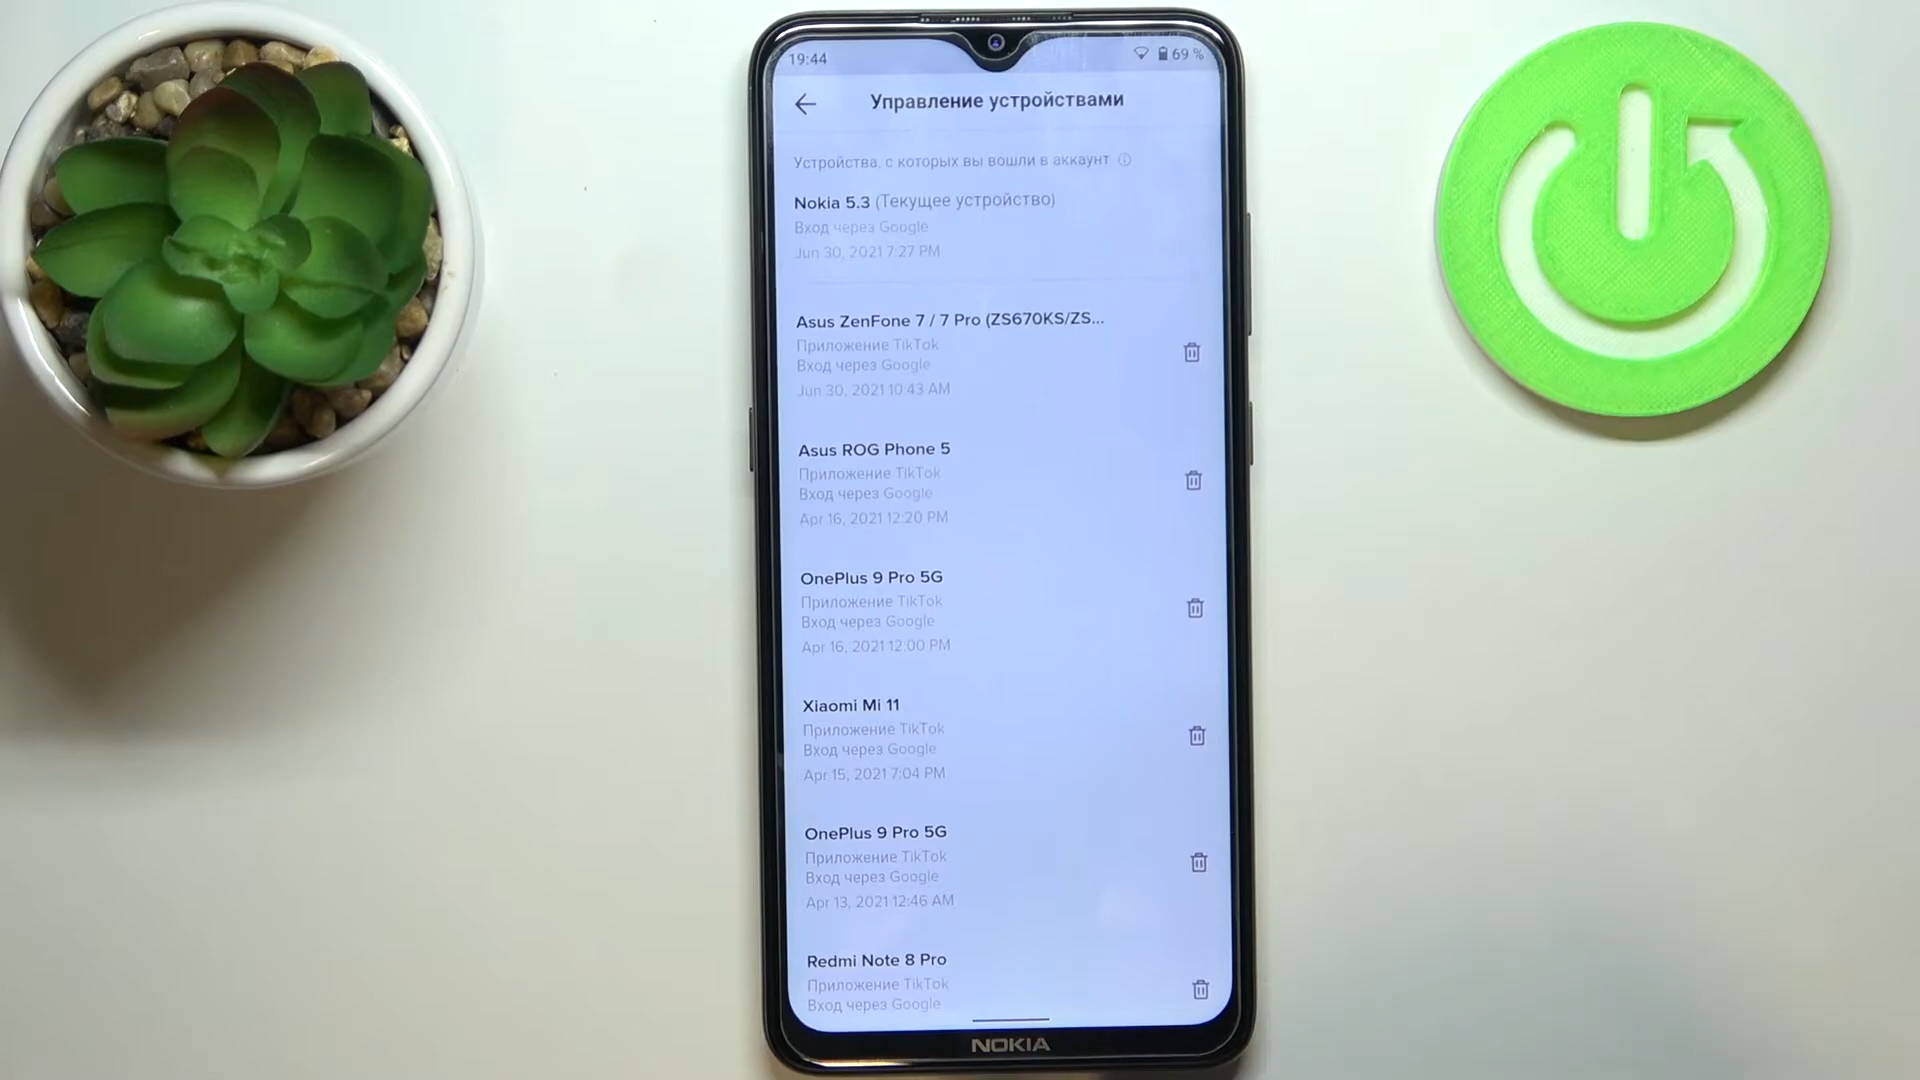 19:44
69 %
Управление устройствами
Устройства, с которых вы вошли в аккаунт
Nokia 5.3 (Текущее устройство)
Вход через Google
Jun 30, 2021 7:27 PM
Asus ZenFone 7 / 7 Pro (ZS670KS/ZS...
Приложение TikTok
Вход через Google
Jun 30, 2021 10:43 AM
Asus ROG Phone 5
Приложение TikTok
Вход через Google
Apr 16, 2021 12:20 PM
OnePlus 9 Pro 5G
Приложение TikTok
Вход через Google
Apr 16, 2021 12:00 PM
Xiaomi Mi 11
Приложение TikTok
Вход через Google
Apr 15, 2021 7:04 PM
OnePlus 9 Pro 5G
Приложение TikTok
Вход через Google
Apr 13, 2021 12:46 AM
Redmi Note 8 Pro
Приложение TikTok
Вход через Google
NOKIA